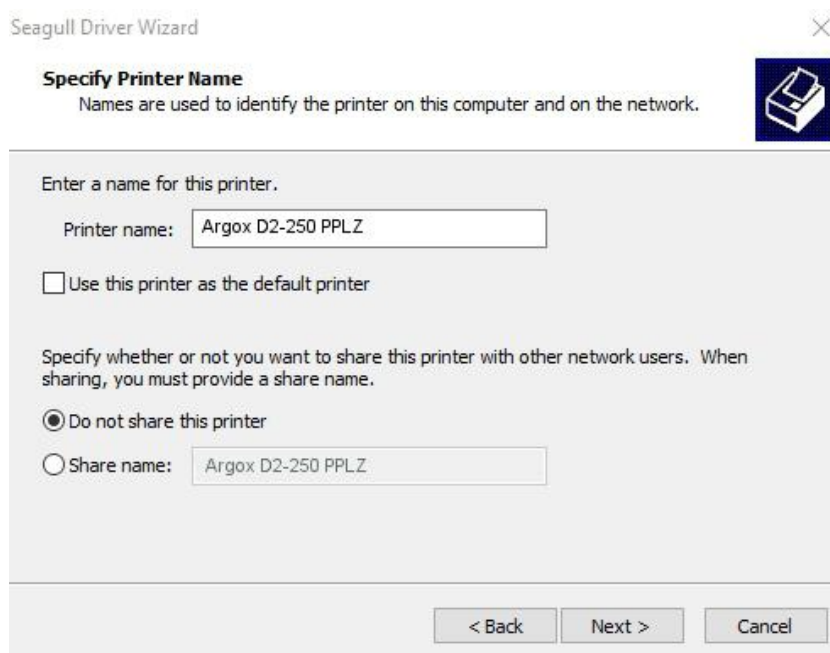 Seagull Driver Wizard
Specify Printer Name
Names are used to identify the printer on this computer and on the network.
Enter a name for this printer.
Printer name: Argox D2-250 PPLZ
Use this printer as the default printer
Specify whether or not you want to share this printer with other network users. When
sharing, you must provide a share name.
Do not share this printer
Share name: Argox D2-250 PPLZ
< Back Next > Cancel